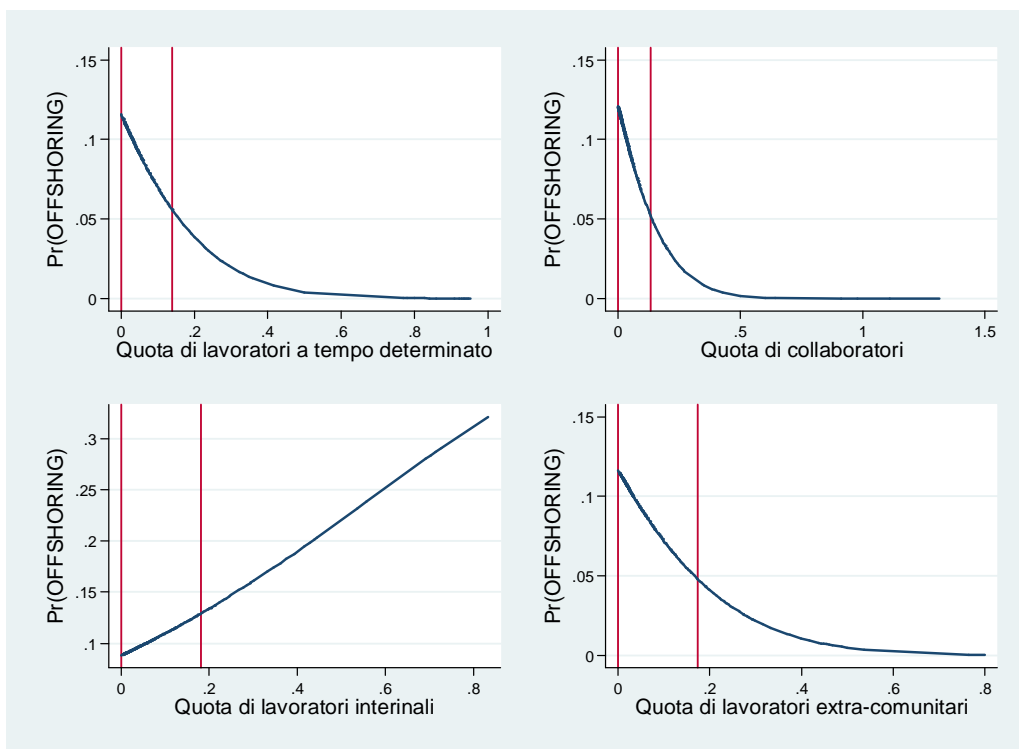 Pr(OFFSHORING)
.15
.1
.05
0
0 .2 .4 .6 .8 1
Quota di lavoratori a tempo determinato
Pr(OFFSHORING)
.15
.1
.05
0
0 .5 1 1.5
Quota di collaboratori
Pr(OFFSHORING)
.3
.25
.2
.15
.1
0 .2 .4 .6 .8
Quota di lavoratori interinali
Pr(OFFSHORING)
.15
.1
.05
0
0 .2 .4 .6 .8
Quota di lavoratori extra-comunitari